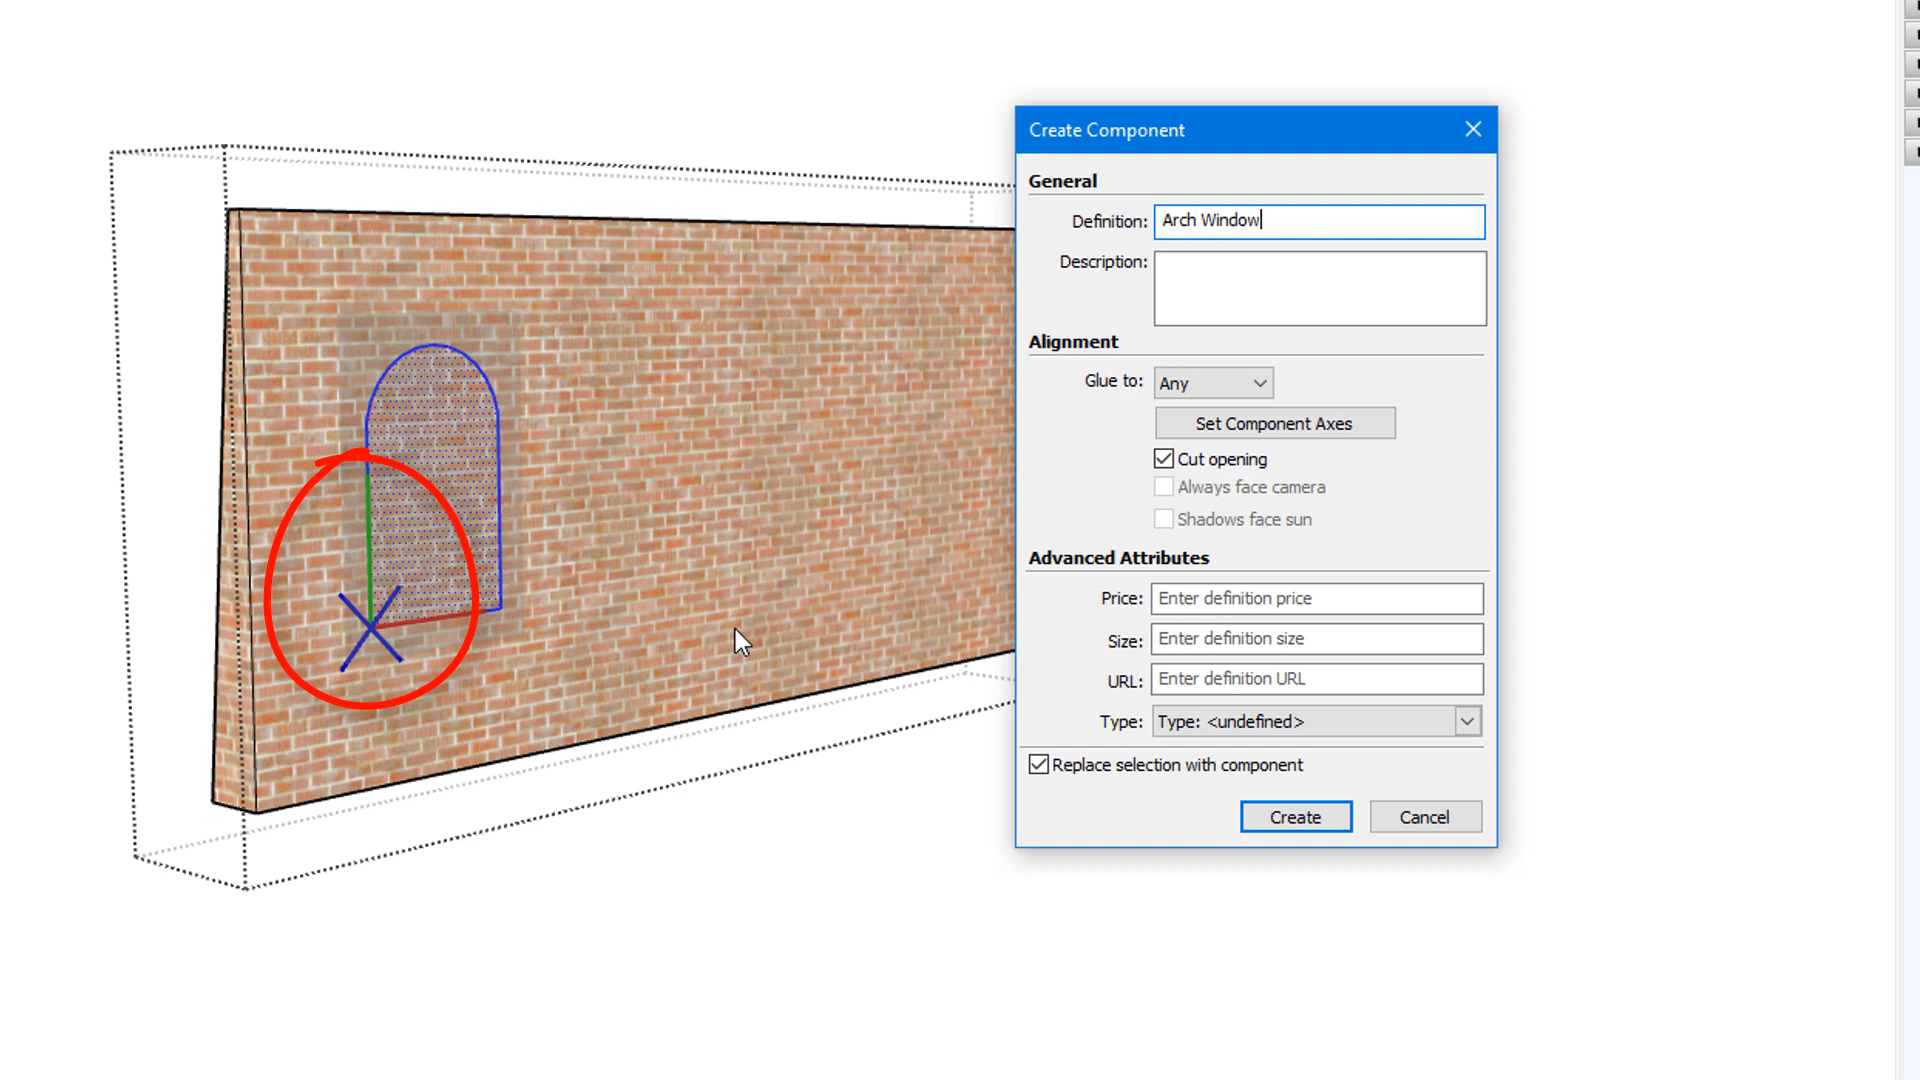 Create Component
General
Definition: Arch Window
Description:
Alignment
Glue to: Any
Set Component Axes
Cut opening
Always face camera
Shadows face sun
Advanced Attributes
Price: Enter definition price
Size: Enter definition size
URL: Enter definition URL
Type: Type: <undefined>
Replace selection with component
Create Cancel